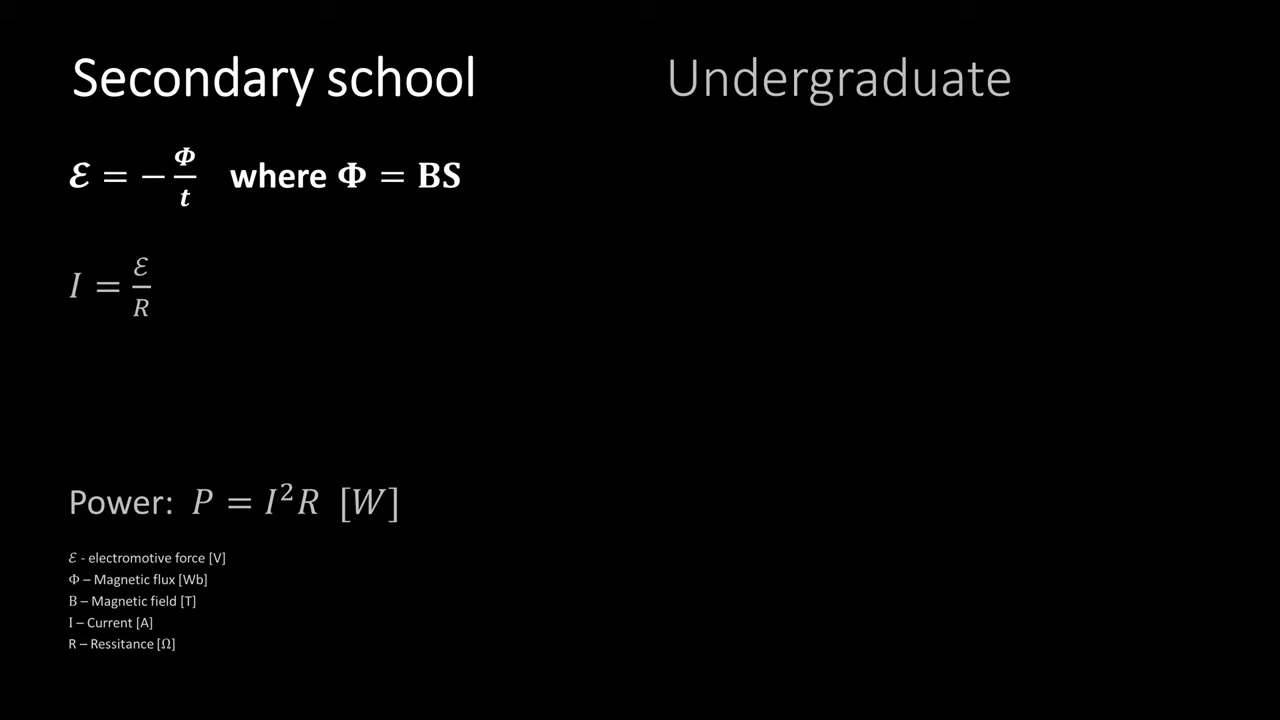 Secondary school
Undergraduate
ℰ = −Φ/t where Φ = BS
I = ℰ/R
Power: P = I²R [W]
ℰ - electromotive force [V]
Φ – Magnetic flux [Wb]
B – Magnetic field [T]
I – Current [A]
R – Ressitance [Ω]